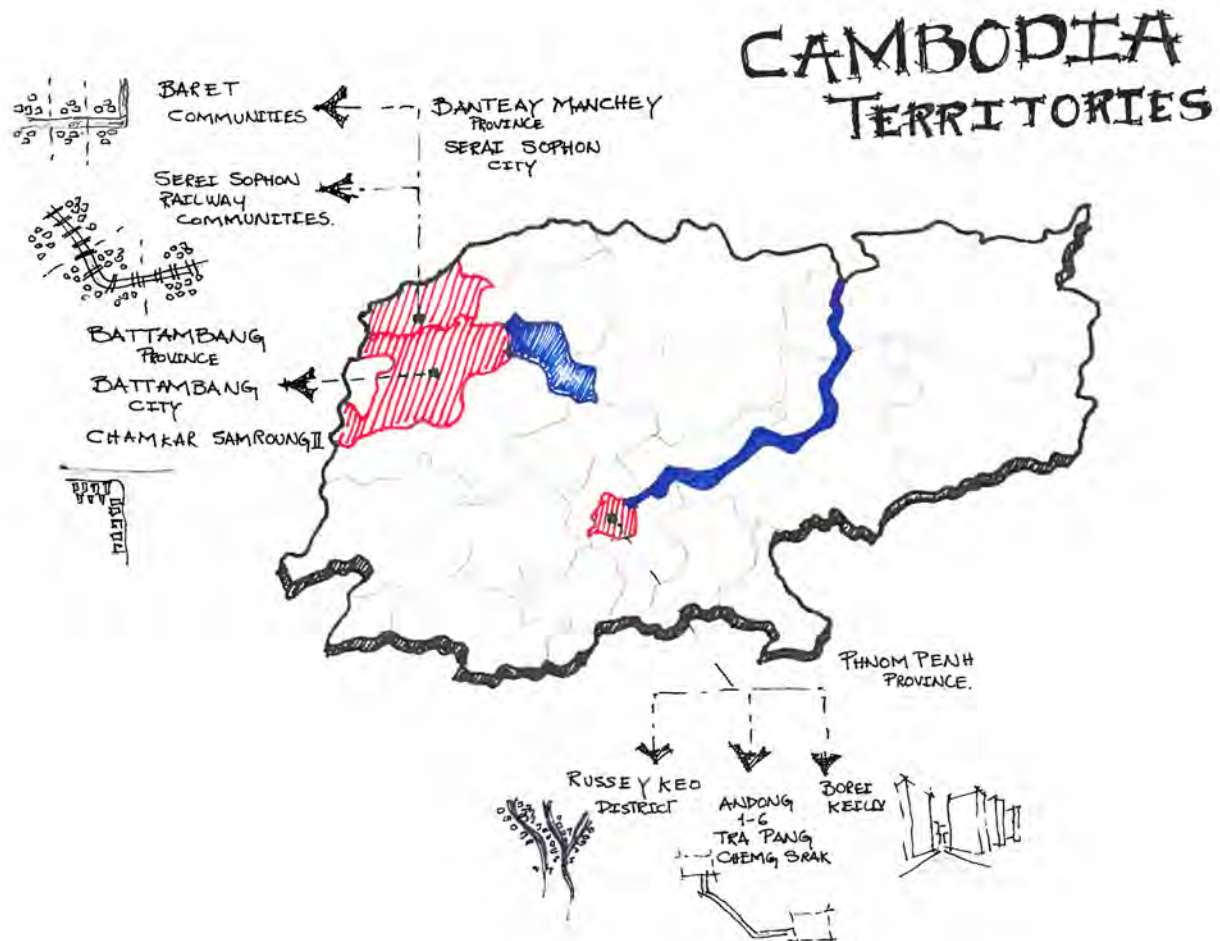 CAMBODIA
TERRITORIES
BARET
COMMUNITIES
BANTEAY MANCHEY
PROVINCE
SERAI SOPHON
CITY
SEREI SOPHON
RAILWAY
COMMUNITIES.
BATTAMBANG
PROVINCE
BATTAMBANG
CITY
CHAMKAR SAMROUNG II
PHNOM PENH
PROVINCE.
RUSSEY KEO
DISTRICT
ANDONG
1-6
TRA PANG
CHEMG SRAK
BOREI